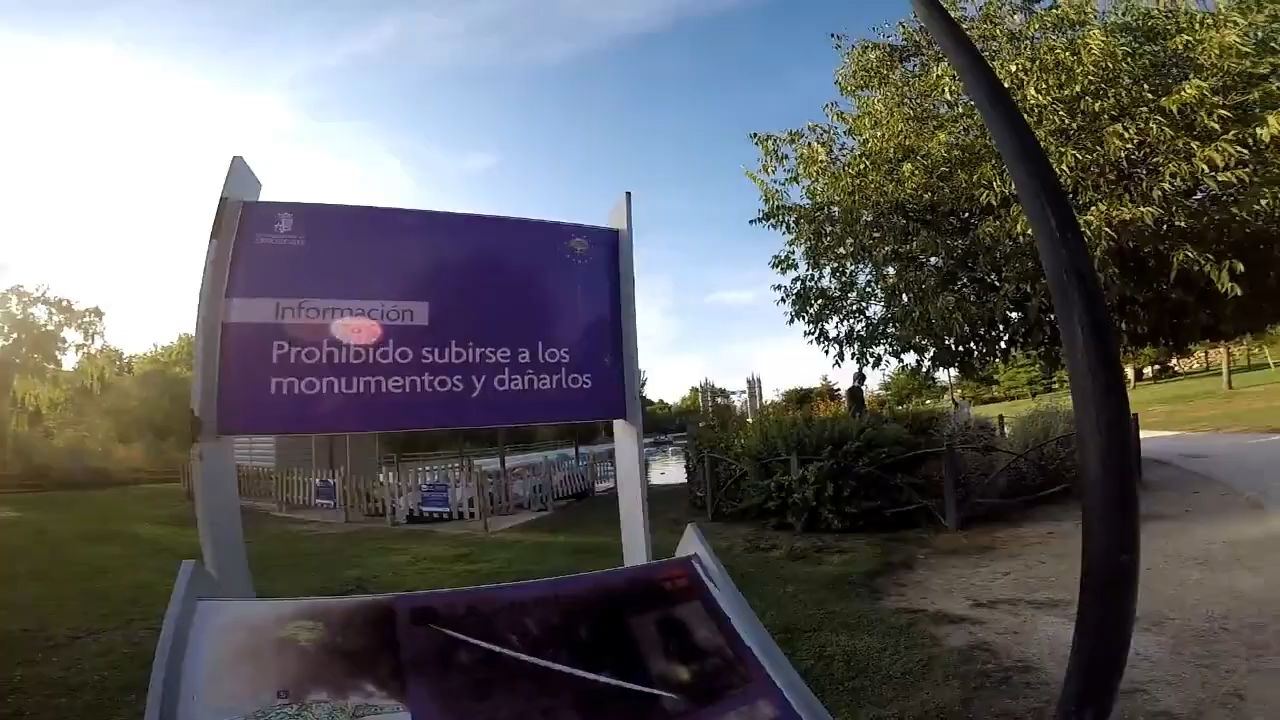 Información
Prohibido subirse a los
monumentos y dañarlos